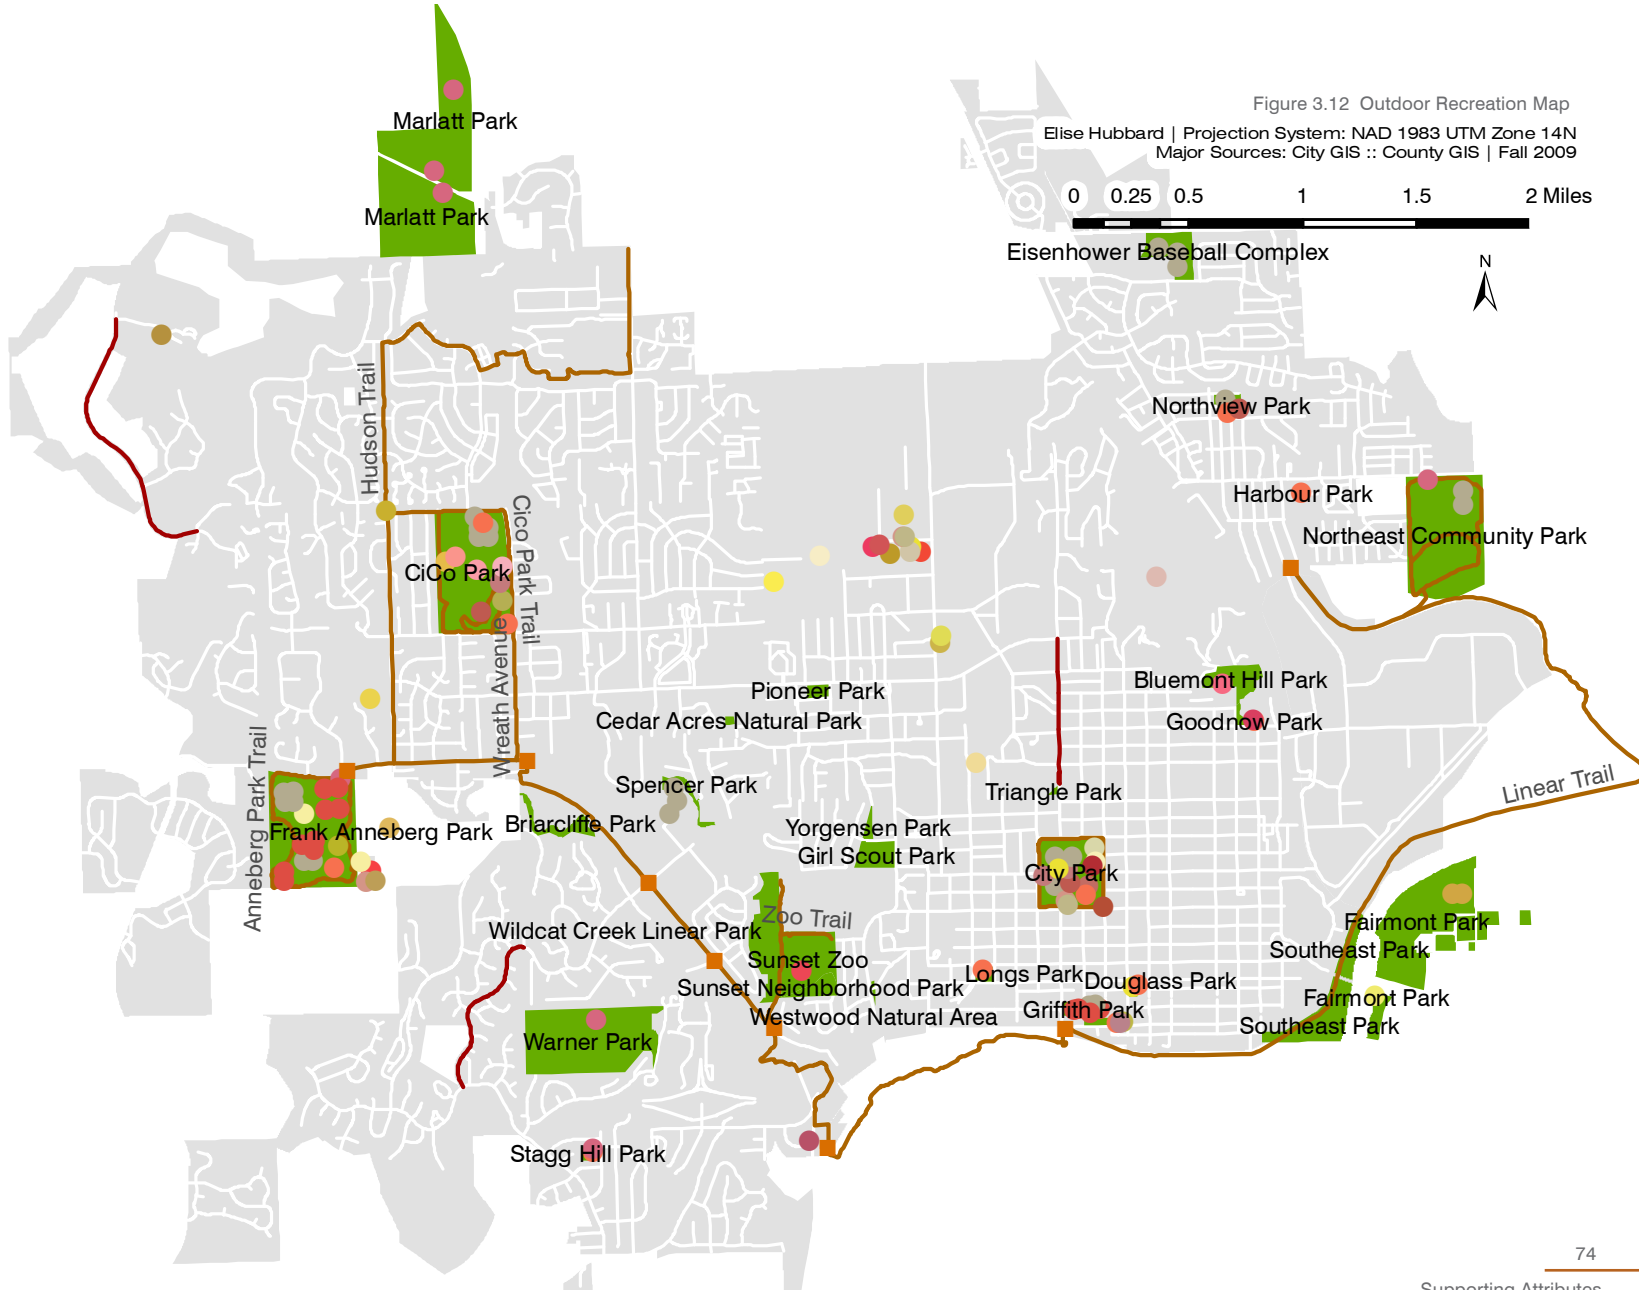 Marlatt Park
Figure 3.12 Outdoor Recreation Map
Elise Hubbard | Projection System: NAD 1983 UTM Zone 14N
Major Sources: City GIS :: County GIS | Fall 2009
0 0.25 0.5 1 1.5 2 Miles
Marlatt Park
Eisenhower Baseball Complex
N
Hudson Trail
Northview Park
Harbour Park
Northeast Community Park
Cico Park Trail
CiCo Park
Wreath Avenue
Bluemont Hill Park
Pioneer Park
Cedar Acres Natural Park
Goodnow Park
Anneberg Park Trail
Spencer Park
Triangle Park
Linear Trail
Frank Anneberg Park
Briarcliffe Park
Yorgensen Park
Girl Scout Park
City Park
Zoo Trail
Fairmont Park
Wildcat Creek Linear Park
Southeast Park
Sunset Zoo
Longs Park
Douglass Park
Sunset Neighborhood Park
Fairmont Park
Griffith Park
Westwood Natural Area
Southeast Park
Warner Park
Stagg Hill Park
74
Supporting Attributes